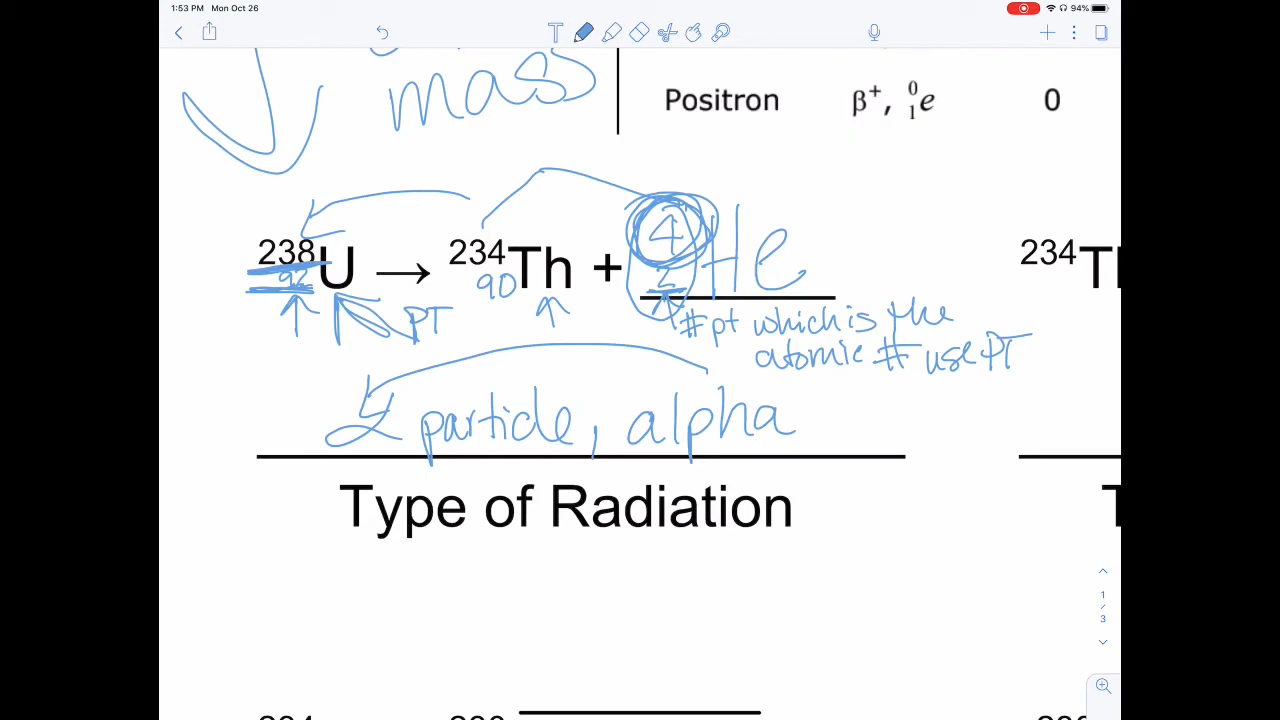 1:53 PM Mon Oct 26 94%
mass
Positron β⁺, ⁰₁e 0
²³⁸₉₂U → ²³⁴₉₀Th + ⁴₂He ²³⁴T
PT # pt which is the
atomic # use PT
particle, alpha
Type of Radiation T
1
/
3